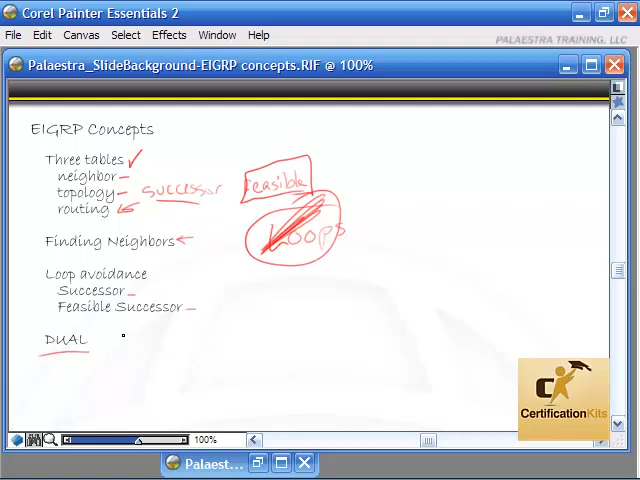 Corel Painter Essentials 2
File Edit Canvas Select Effects Window Help
PALAESTRA TRAINING, LLC
Palaestra_SlideBackground-EIGRP concepts.RIF @ 100%
EIGRP Concepts
Three tables
neighbor
topology successor feasible
routing
Loops
Finding Neighbors
Loop avoidance
Successor
Feasible Successor
DUAL
CK
CertificationKits
100%
Palaest...